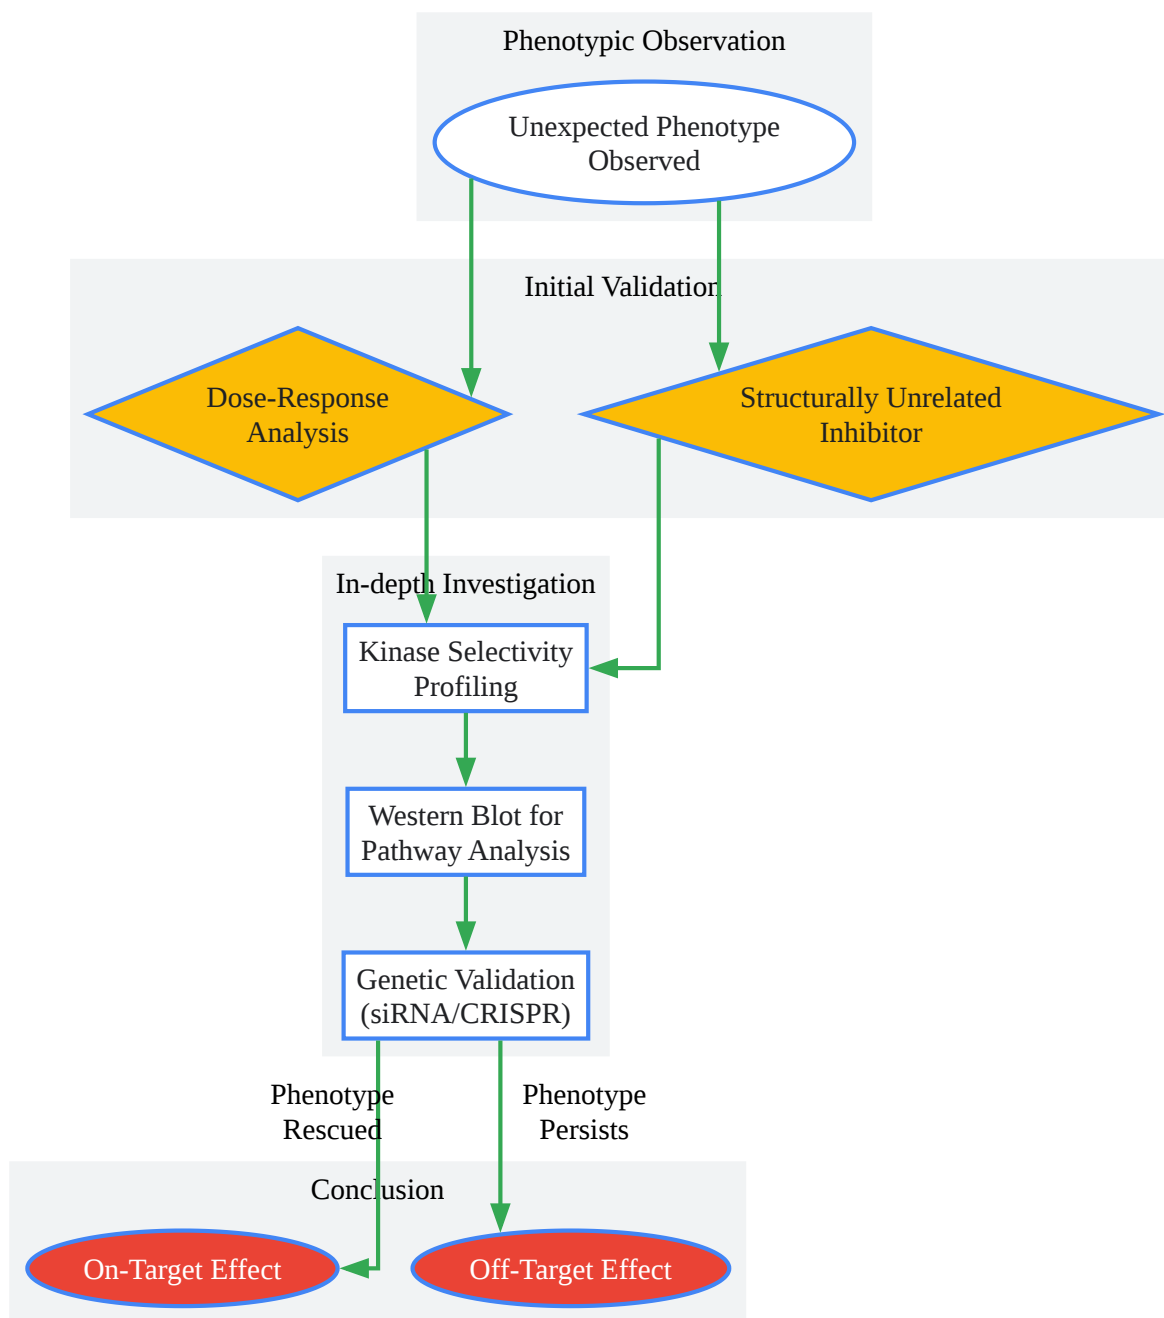 Phenotypic Observation
Unexpected Phenotype
Observed
Initial Validation
Dose-Response
Analysis
Structurally Unrelated
Inhibitor
In-depth Investigation
Kinase Selectivity
Profiling
Western Blot for
Pathway Analysis
Genetic Validation
(siRNA/CRISPR)
Phenotype
Rescued
Phenotype
Persists
Conclusion
On-Target Effect
Off-Target Effect